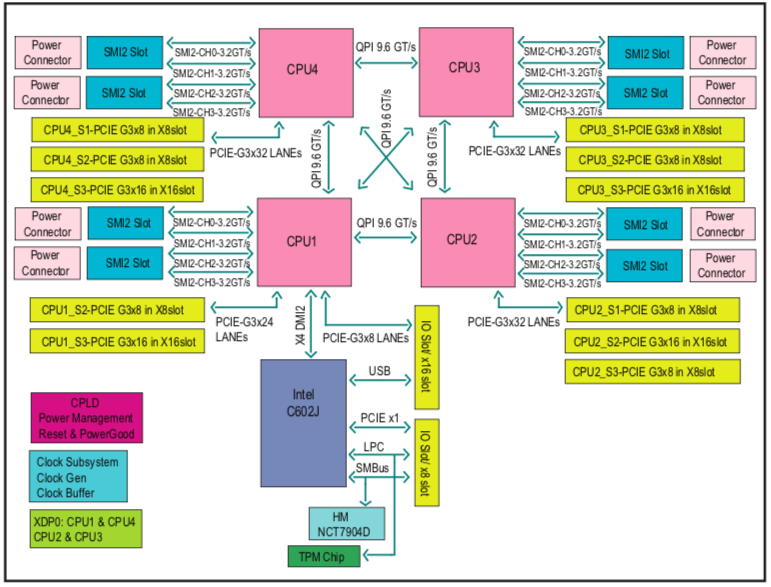 Power
Connector
SMI2 Slot
SMI2-CH0-3.2GT/s
SMI2-CH1-3.2GT/s
Power
Connector
SMI2 Slot
SMI2-CH2-3.2GT/s
SMI2-CH3-3.2GT/s
CPU4
QPI 9.6 GT/s
CPU3
SMI2-CH0-3.2GT/s
SMI2-CH1-3.2GT/s
SMI2-CH2-3.2GT/s
SMI2-CH3-3.2GT/s
SMI2 Slot
Power
Connector
SMI2 Slot
Power
Connector
CPU4_S1-PCIE G3x8 in X8slot
CPU4_S2-PCIE G3x8 in X8slot
CPU4_S3-PCIE G3x16 in X16slot
PCIE-G3x32 LANEs
QPI 9.6 GT/s
QPI 9.6 GT/s
QPI 9.6 GT/s
PCIE-G3x32 LANEs
CPU3_S1-PCIE G3x8 in X8slot
CPU3_S2-PCIE G3x8 in X8slot
CPU3_S3-PCIE G3x16 in X16slot
Power
Connector
SMI2 Slot
SMI2-CH0-3.2GT/s
SMI2-CH1-3.2GT/s
Power
Connector
SMI2 Slot
SMI2-CH2-3.2GT/s
SMI2-CH3-3.2GT/s
CPU1
QPI 9.6 GT/s
CPU2
SMI2-CH0-3.2GT/s
SMI2-CH1-3.2GT/s
SMI2-CH2-3.2GT/s
SMI2-CH3-3.2GT/s
SMI2 Slot
Power
Connector
SMI2 Slot
Power
Connector
CPU1_S2-PCIE G3x8 in X8slot
CPU1_S3-PCIE G3x16 in X16slot
PCIE-G3x24
LANEs
X4 DMI2
PCIE-G3x8 LANEs
IO Slot/ x16 slot
PCIE-G3x32 LANEs
CPU2_S1-PCIE G3x8 in X8slot
CPU2_S2-PCIE G3x16 in X16slot
CPU2_S3-PCIE G3x8 in X8slot
Intel
C602J
USB
PCIE x1
LPC
SMBus
IO Slot/ x8 slot
HM
NCT7904D
TPM Chip
CPLD
Power Management
Reset & PowerGood
Clock Subsystem
Clock Gen
Clock Buffer
XDP0: CPU1 & CPU4
CPU2 & CPU3